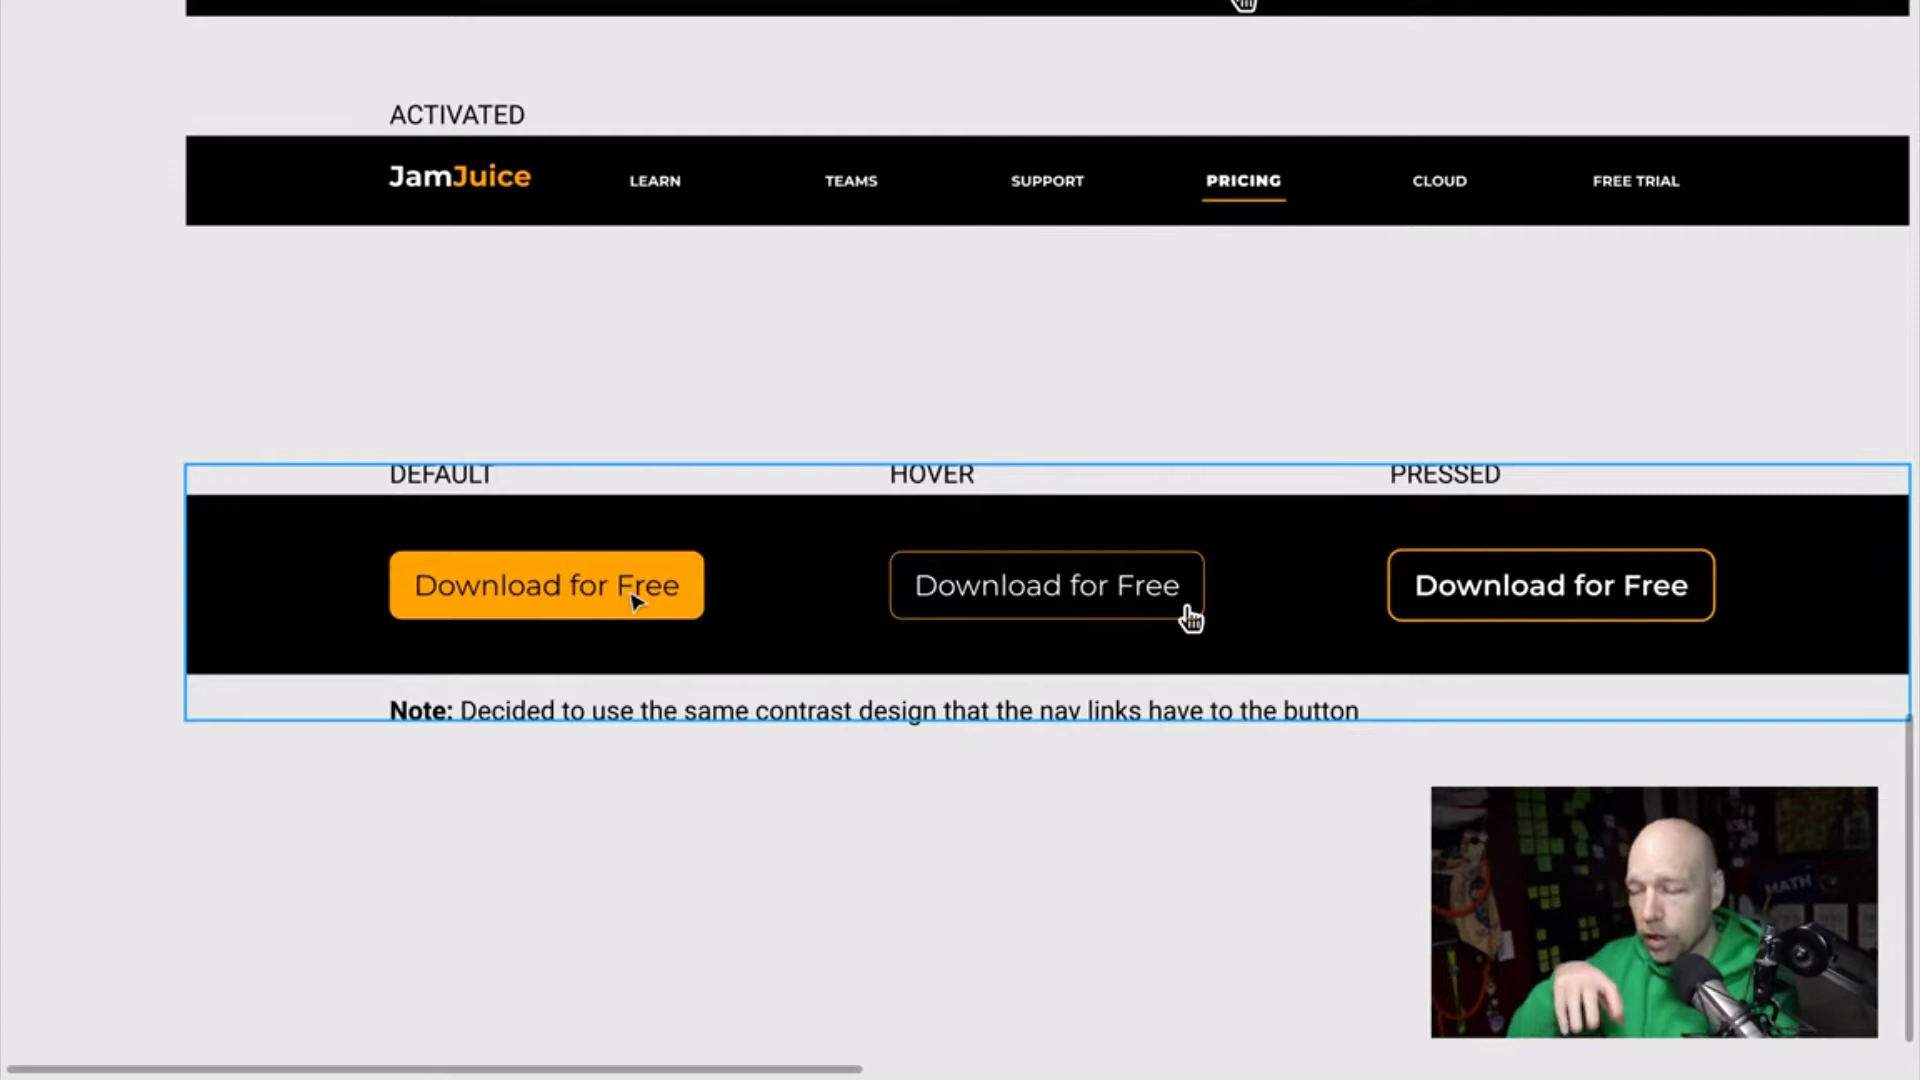 ACTIVATED
JamJuice LEARN TEAMS SUPPORT PRICING CLOUD FREE TRIAL
DEFAULT HOVER PRESSED
Download for Free Download for Free Download for Free
Note: Decided to use the same contrast design that the nav links have to the button
MATH